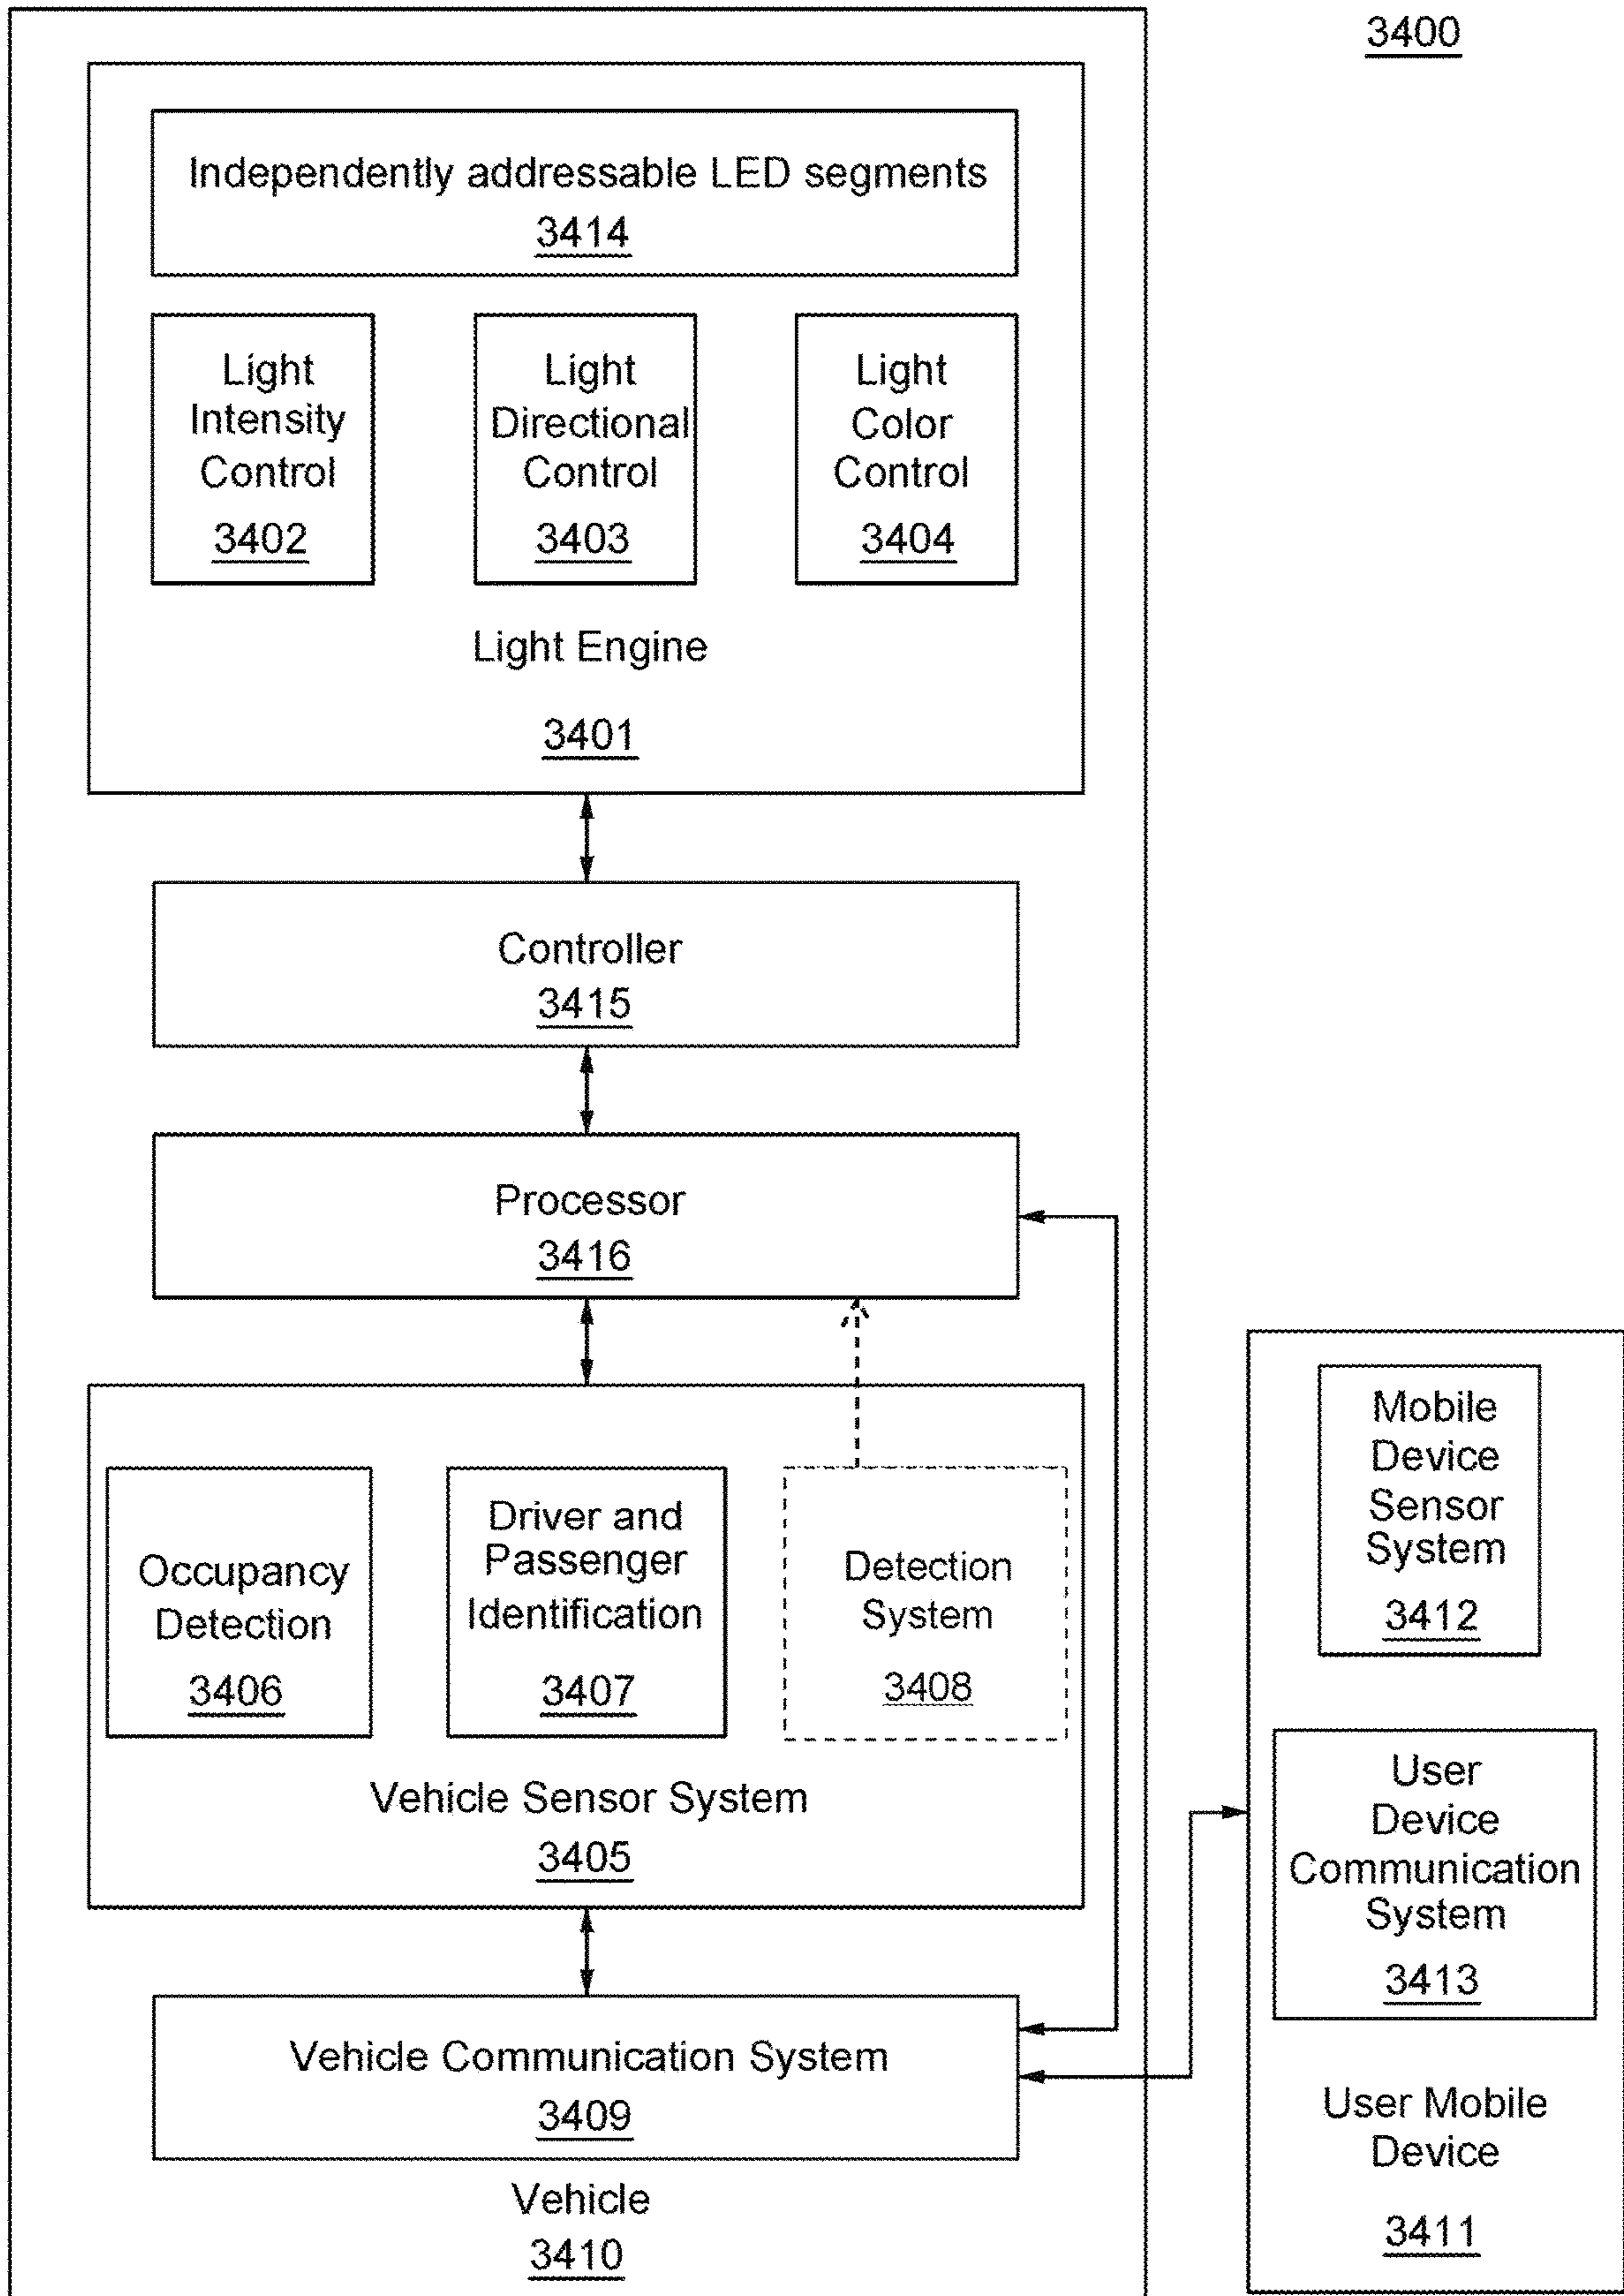 3400
Independently addressable LED segments
3414
Light
Intensity
Control
3402
Light
Directional
Control
3403
Light
Color
Control
3404
Light Engine
3401
Controller
3415
Processor
3416
Occupancy
Detection
3406
Driver and
Passenger
Identification
3407
Detection
System
3408
Vehicle Sensor System
3405
Vehicle Communication System
3409
Vehicle
3410
Mobile
Device
Sensor
System
3412
User
Device
Communication
System
3413
User Mobile
Device
3411